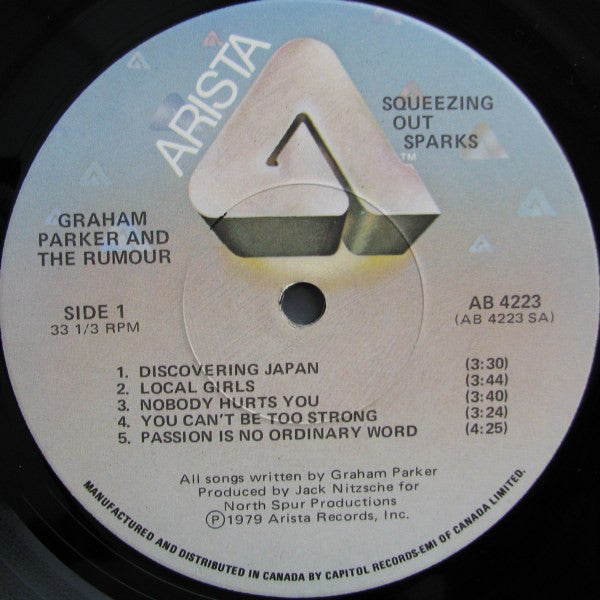 ARISTA
SQUEEZING
OUT
SPARKS
TM
GRAHAM
PARKER AND
THE RUMOUR
SIDE 1
33 1/3 RPM
AB 4223
(AB 4223 SA)
1. DISCOVERING JAPAN (3:30)
2. LOCAL GIRLS (3:44)
3. NOBODY HURTS YOU (3:40)
4. YOU CAN'T BE TOO STRONG (3:24)
5. PASSION IS NO ORDINARY WORD (4:25)
All songs written by Graham Parker
Produced by Jack Nitzsche for
North Spur Productions
Ⓟ1979 Arista Records, Inc.
MANUFACTURED AND DISTRIBUTED IN CANADA BY CAPITOL RECORDS-EMI OF CANADA LIMITED.